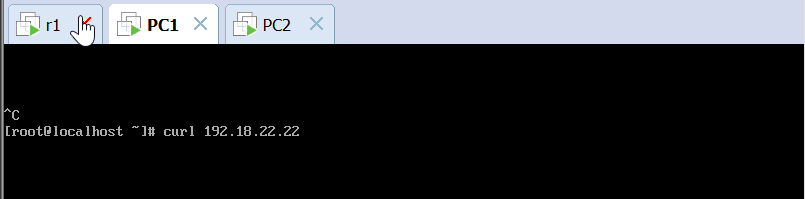 r1 PC1 PC2
^C
[root@localhost ~]# curl 192.18.22.22